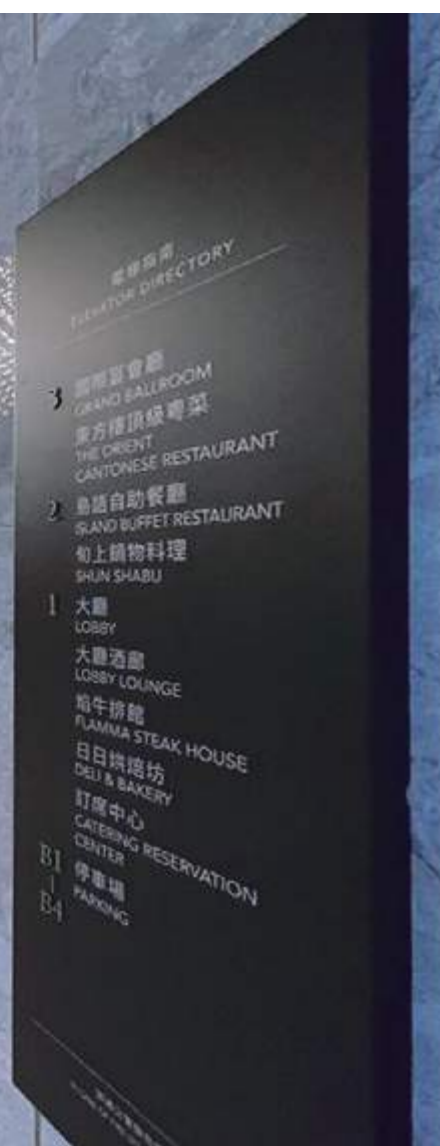 樓梯指南
ELEVATOR DIRECTORY
3 國際宴會廳
GRAND BALLROOM
東方樓頂級粵菜
THE ORIENT
CANTONESE RESTAURANT
2 島語自助餐廳
ISLAND BUFFET RESTAURANT
旬上鍋物料理
SHUN SHABU
1 大廳
LOBBY
大廳酒廊
LOBBY LOUNGE
焰牛排館
FLAMMA STEAK HOUSE
日日烘焙坊
DELI & BAKERY
訂席中心
CATERING RESERVATION
CENTER
B1 停車場
| PARKING
B4